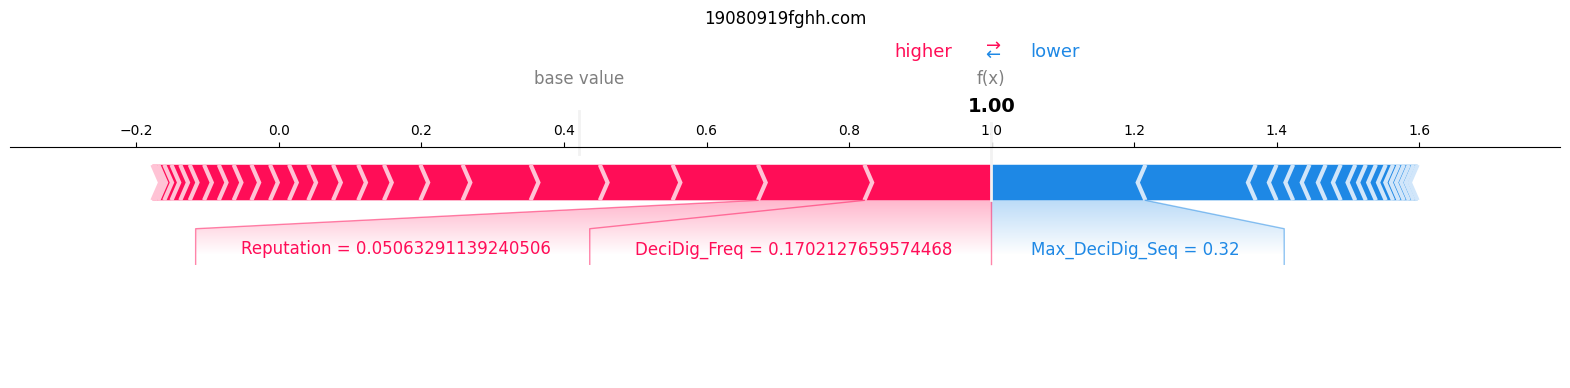 19080919fghh.com
higher ⇄ lower
base value f(x)
1.00
−0.2 0.0 0.2 0.4 0.6 0.8 1.0 1.2 1.4 1.6
Reputation = 0.05063291139240506 DeciDig_Freq = 0.1702127659574468 Max_DeciDig_Seq = 0.32